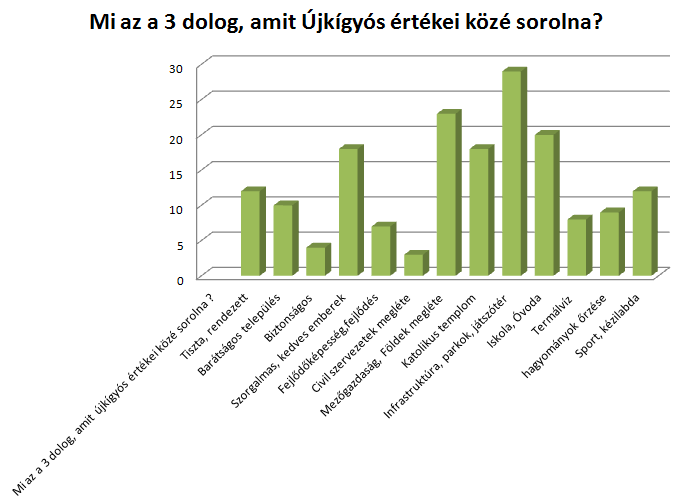 Mi az a 3 dolog, amit Újkígyós értékei közé sorolna?
30
25
20
15
10
5
0
Mi az a 3 dolog, amit újkígyós értékei közé sorolna ?
Tiszta, rendezett
Barátságos település
Biztonságos
Szorgalmas, kedves emberek
Fejlődőképesség,fejlődés
Civil szervezetek megléte
Mezőgazdaság, Földek megléte
Katolikus templom
Infrastruktúra, parkok, játszótér
Iskola, Óvoda
Termálvíz
hagyományok őrzése
Sport, kézilabda